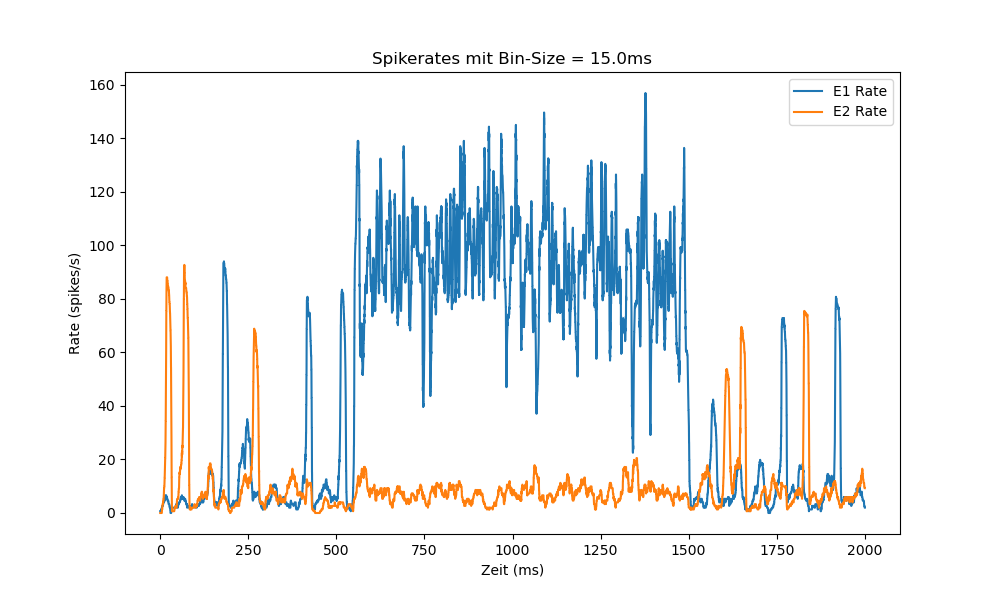 Spikerates mit Bin-Size = 15.0ms
E1 Rate
E2 Rate
160
140
120
100
80
60
40
20
0
Rate (spikes/s)
0 250 500 750 1000 1250 1500 1750 2000
Zeit (ms)